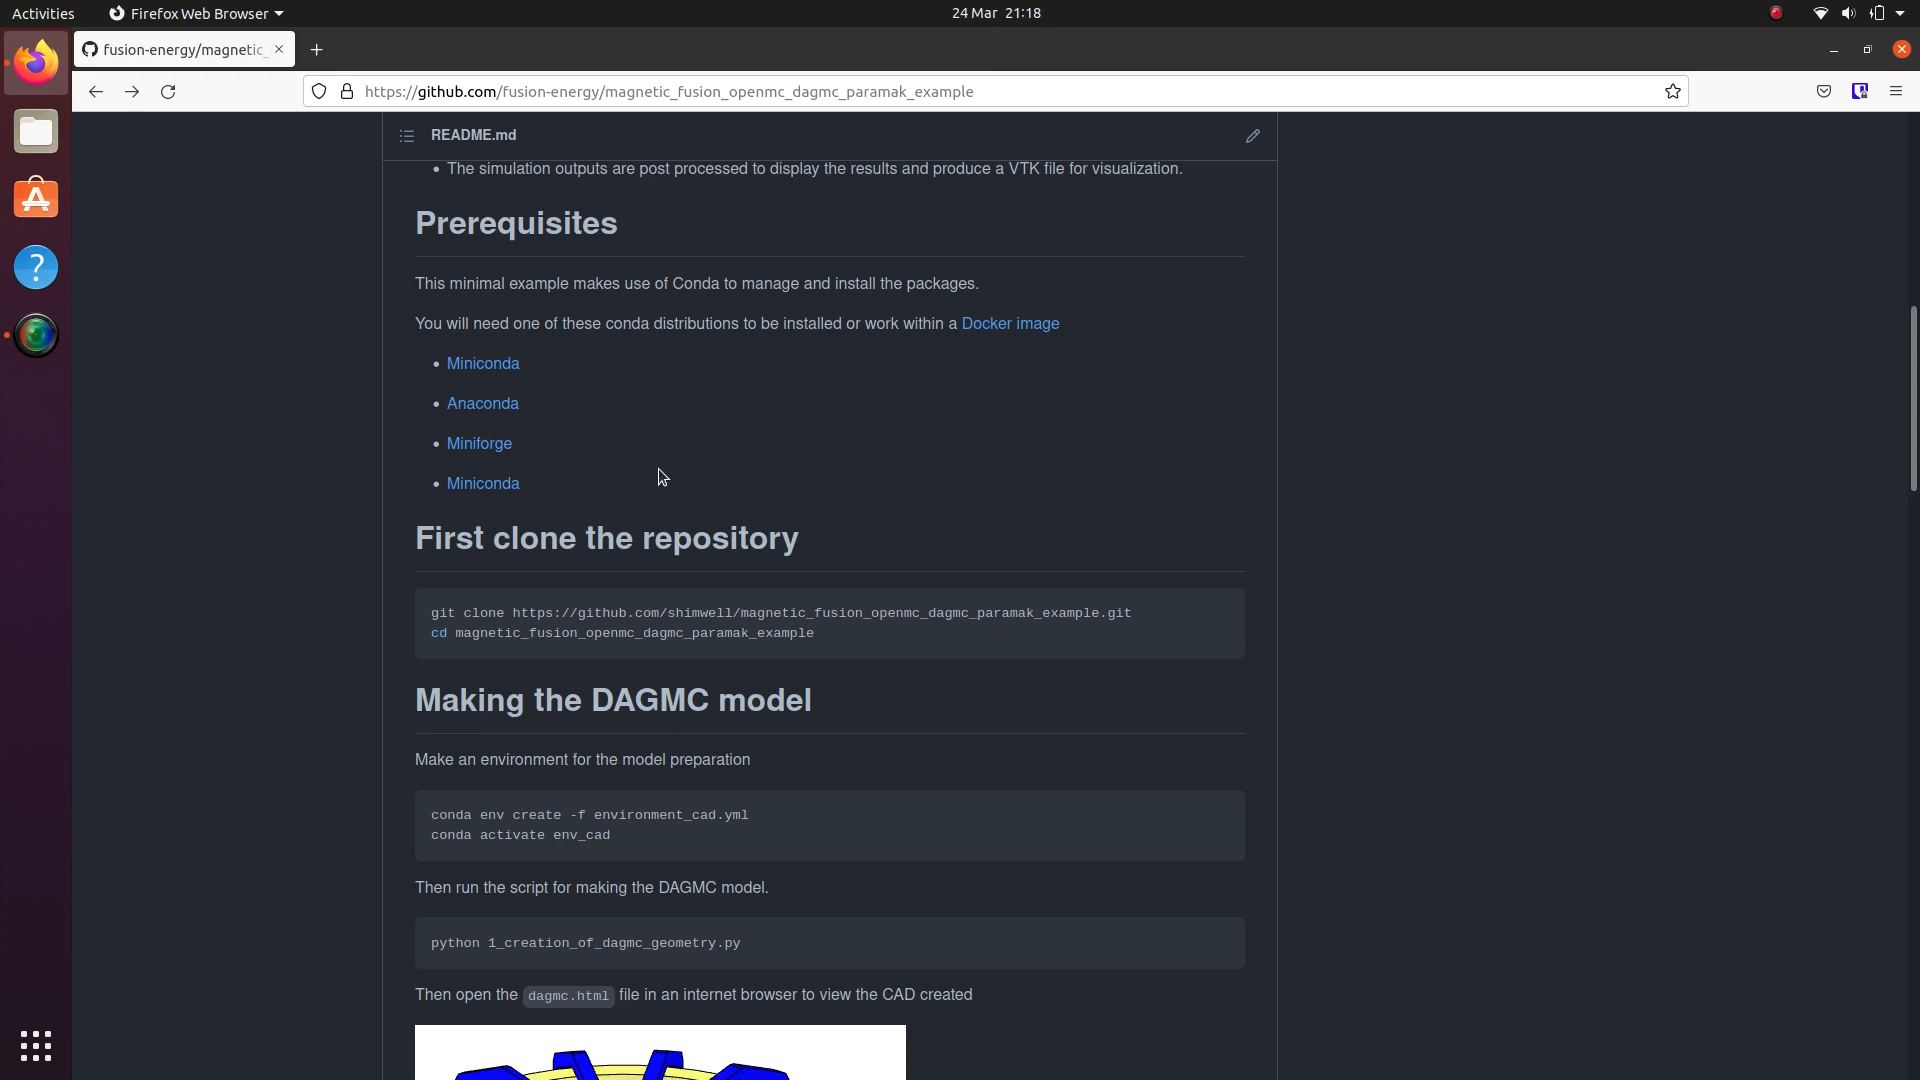 Activities
Firefox Web Browser
24 Mar 21:18
fusion-energy/magnetic_
https://github.com/fusion-energy/magnetic_fusion_openmc_dagmc_paramak_example
README.md
The simulation outputs are post processed to display the results and produce a VTK file for visualization.
Prerequisites
This minimal example makes use of Conda to manage and install the packages.
You will need one of these conda distributions to be installed or work within a Docker image
Miniconda
Anaconda
Miniforge
Miniconda
First clone the repository
git clone https://github.com/shimwell/magnetic_fusion_openmc_dagmc_paramak_example.git
cd magnetic_fusion_openmc_dagmc_paramak_example
Making the DAGMC model
Make an environment for the model preparation
conda env create -f environment_cad.yml
conda activate env_cad
Then run the script for making the DAGMC model.
python 1_creation_of_dagmc_geometry.py
Then open the dagmc.html file in an internet browser to view the CAD created